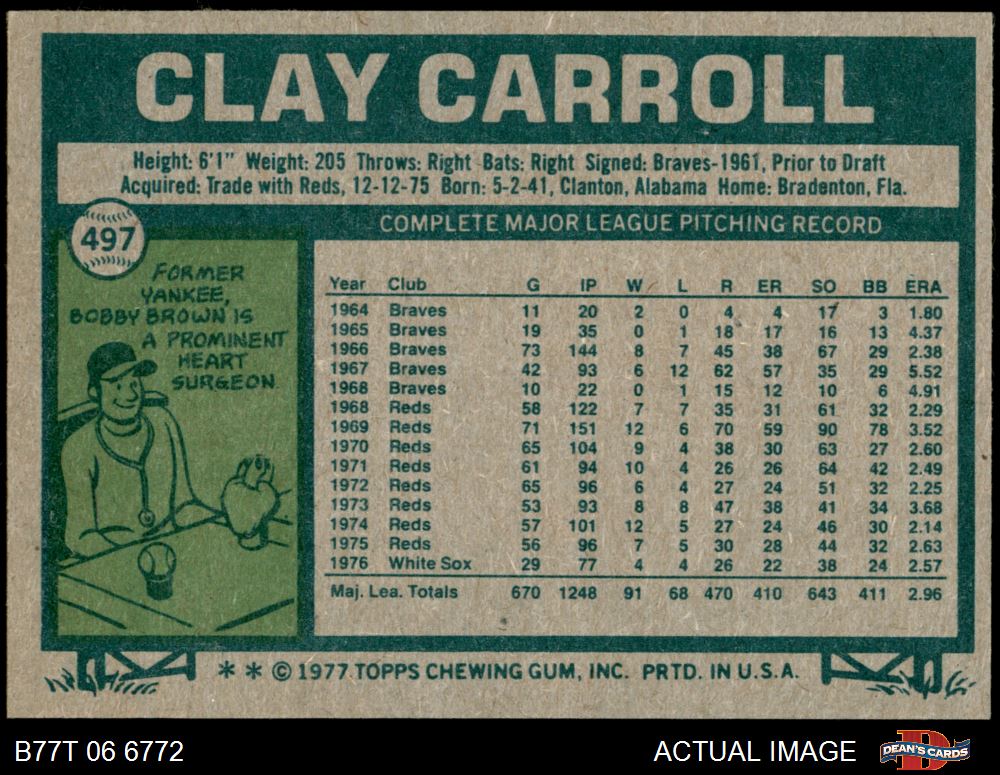 CLAY CARROLL
Height: 6'1" Weight: 205 Throws: Right Bats: Right Signed: Braves-1961, Prior to Draft
Acquired: Trade with Reds, 12-12-75 Born: 5-2-41, Clanton, Alabama Home: Bradenton, Fla.
497
COMPLETE MAJOR LEAGUE PITCHING RECORD
FORMER
YANKEE,
BOBBY BROWN IS
A PROMINENT
HEART
SURGEON
Year Club G IP W L R ER SO BB ERA
1964 Braves 11 20 2 0 4 4 17 3 1.80
1965 Braves 19 35 0 1 18 17 16 13 4.37
1966 Braves 73 144 8 7 45 38 67 29 2.38
1967 Braves 42 93 6 12 62 57 35 29 5.52
1968 Braves 10 22 0 1 15 12 10 6 4.91
1968 Reds 58 122 7 7 35 31 61 32 2.29
1969 Reds 71 151 12 6 70 59 90 78 3.52
1970 Reds 65 104 9 4 38 30 63 27 2.60
1971 Reds 61 94 10 4 26 26 64 42 2.49
1972 Reds 65 96 6 4 27 24 51 32 2.25
1973 Reds 53 93 8 8 47 38 41 34 3.68
1974 Reds 57 101 12 5 27 24 46 30 2.14
1975 Reds 56 96 7 5 30 28 44 32 2.63
1976 White Sox 29 77 4 4 26 22 38 24 2.57
Maj. Lea. Totals 670 1248 91 68 470 410 643 411 2.96
* * © 1977 TOPPS CHEWING GUM, INC. PRTD. IN U.S.A.
B77T 06 6772
ACTUAL IMAGE
DEAN'S CARDS